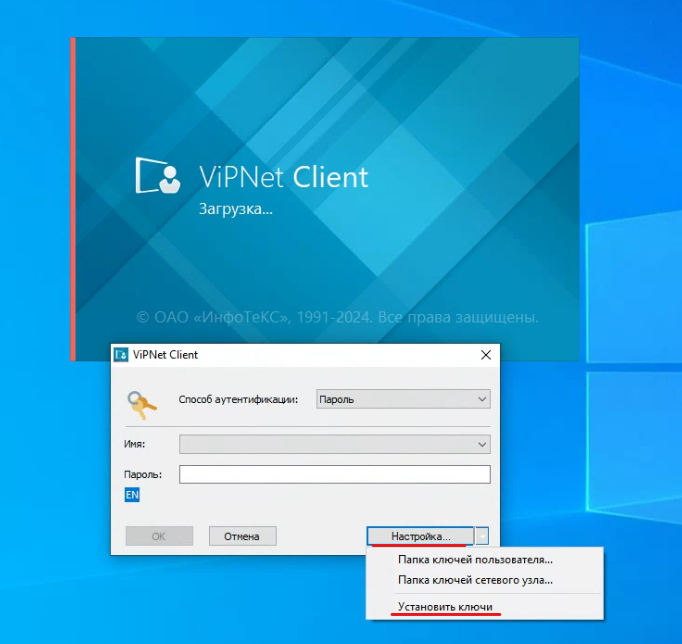 ViPNet Client
Загрузка...
© ОАО «ИнфоТеКС», 1991-2024. Все права защищены.
ViPNet Client
Способ аутентификации: Пароль
Имя:
Пароль:
EN
OK Отмена Настройка...
Папка ключей пользователя...
Папка ключей сетевого узла...
Установить ключи